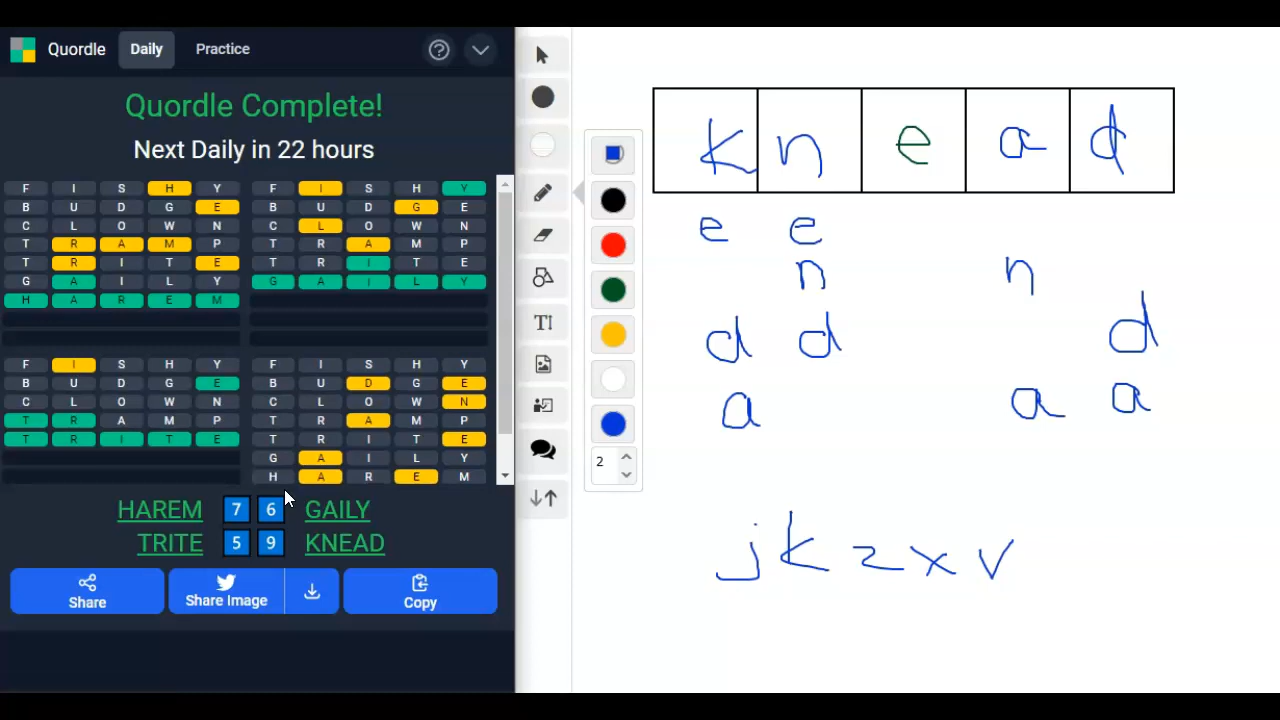 Quordle Daily Practice
Quordle Complete!
Next Daily in 22 hours
F I S H Y F I S H Y
B U D G E B U D G E
C L O W N C L O W N
T R A M P T R A M P
T R I T E T R I T E
G A I L Y G A I L Y
H A R E M
F I S H Y F I S H Y
B U D G E B U D G E
C L O W N C L O W N
T R A M P T R A M P
T R I T E T R I T E
G A I L Y
H A R E M
HAREM 7 6 GAILY
TRITE 5 9 KNEAD
Share Share Image Copy
TI
2
k n e a d
e e
n n
d d d
a a a
j k z x v